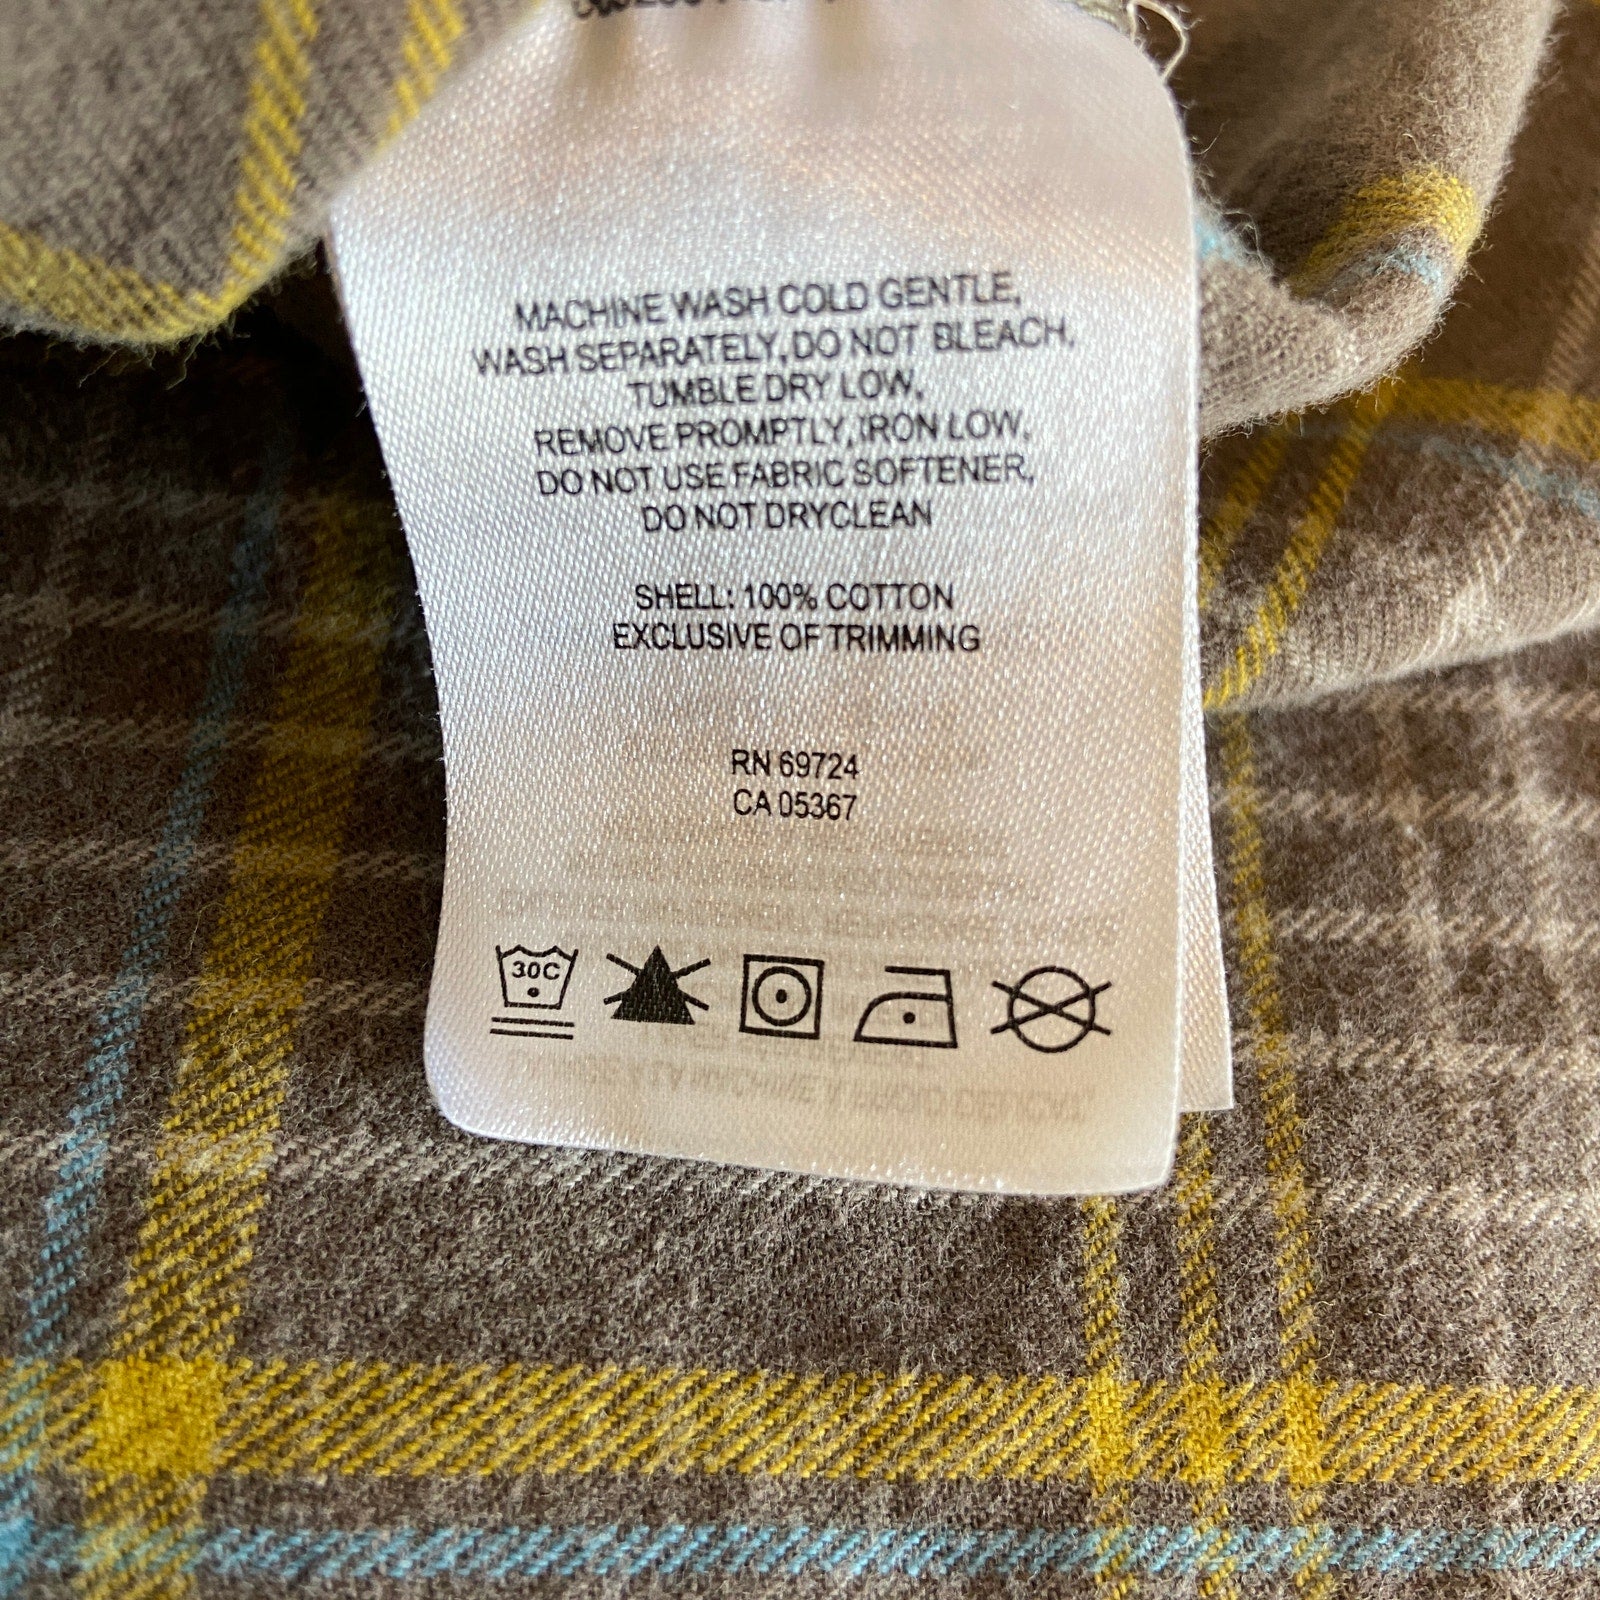 MACHINE WASH COLD GENTLE,
WASH SEPARATELY, DO NOT BLEACH,
TUMBLE DRY LOW,
REMOVE PROMPTLY, IRON LOW,
DO NOT USE FABRIC SOFTENER,
DO NOT DRYCLEAN
SHELL: 100% COTTON
EXCLUSIVE OF TRIMMING
RN 69724
CA 05367
30C